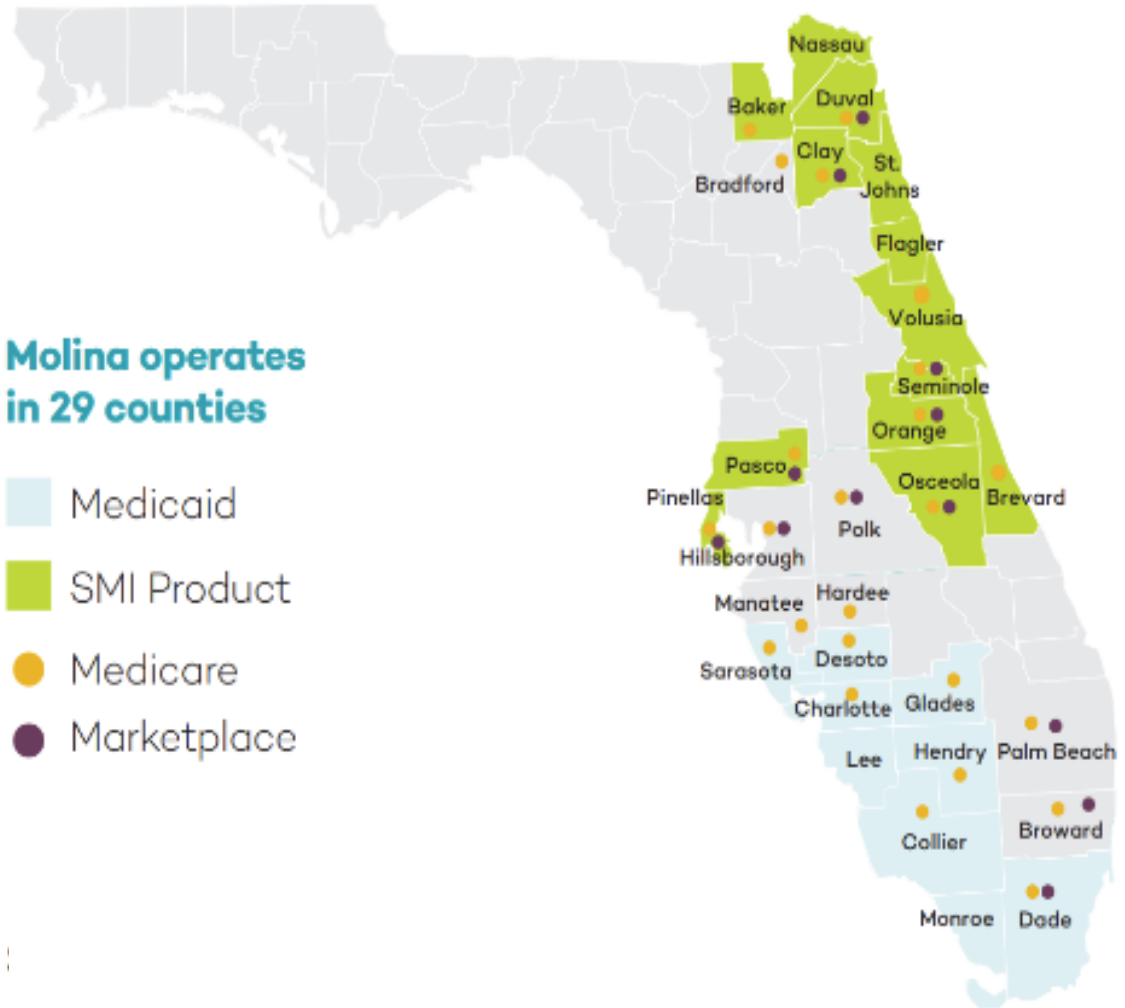 Nassau
Baker
Duval
Clay
Bradford
St.
Johns
Flagler
Volusia
Molina operates
in 29 counties
Seminole
Orange
Pasco
Osceola
Pinellas
Brevard
Medicaid
Polk
Hillsborough
SMI Product
Hardee
Manatee
Desoto
Sarasota
Medicare
Glades
Charlotte
Marketplace
Lee
Hendry
Palm Beach
Broward
Collier
Monroe
Dade